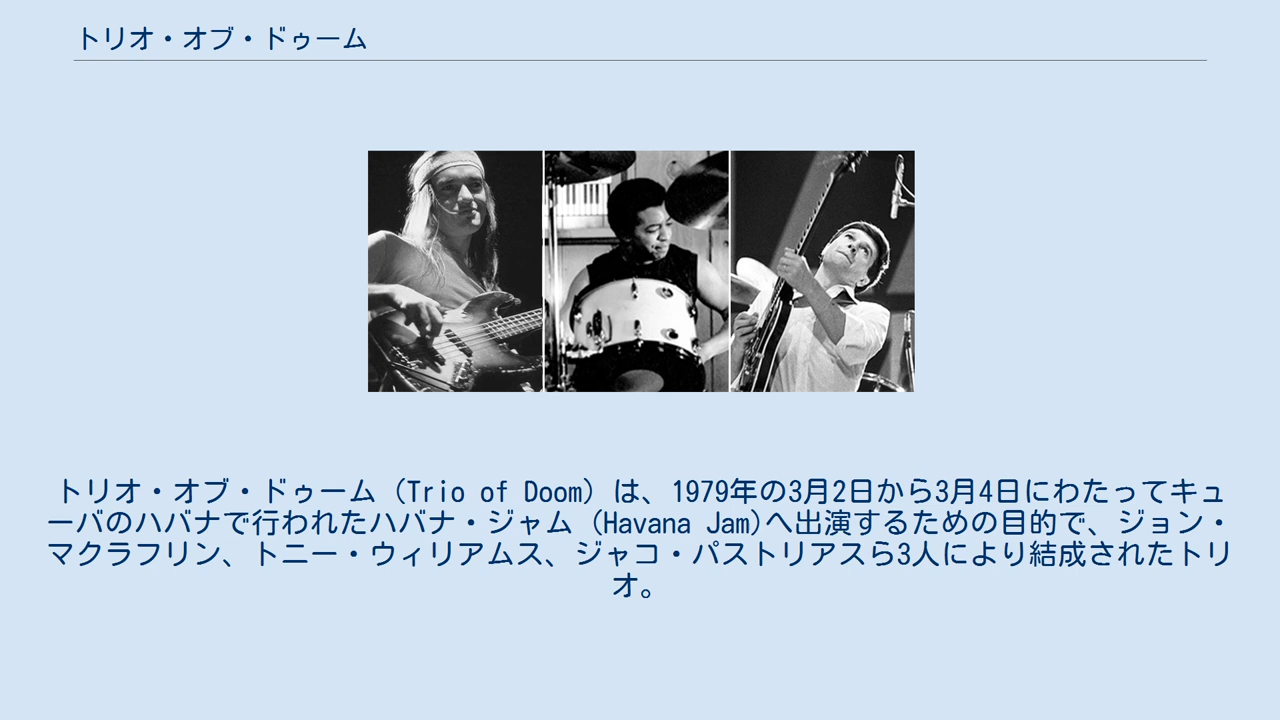 トリオ・オブ・ドゥーム
トリオ・オブ・ドゥーム（Trio of Doom）は、1979年の3月2日から3月4日にわたってキュ
ーバのハバナで行われたハバナ・ジャム（Havana Jam)へ出演するための目的で、ジョン・
マクラフリン、トニー・ウィリアムス、ジャコ・パストリアスら3人により結成されたトリ
オ。